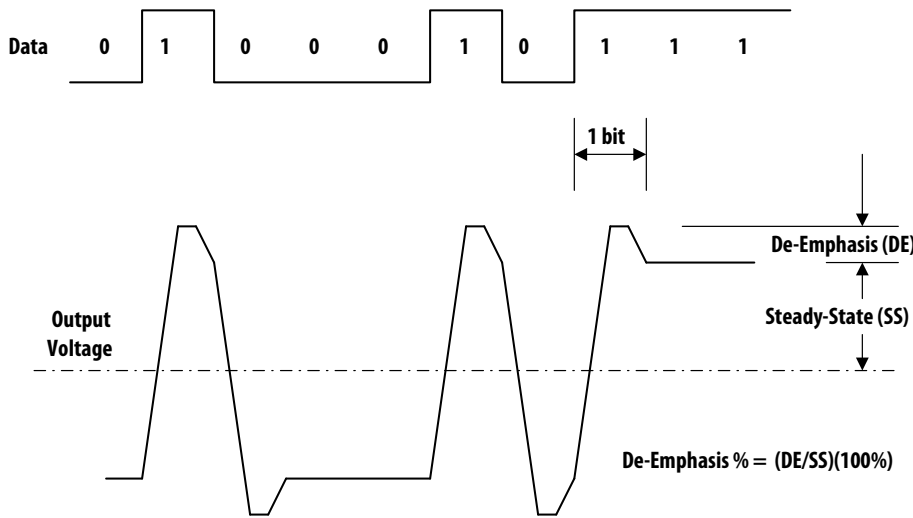 Data 0 1 0 0 0 1 0 1 1 1
1 bit
De-Emphasis (DE)
Steady-State (SS)
Output
Voltage
De-Emphasis % = (DE/SS)(100%)